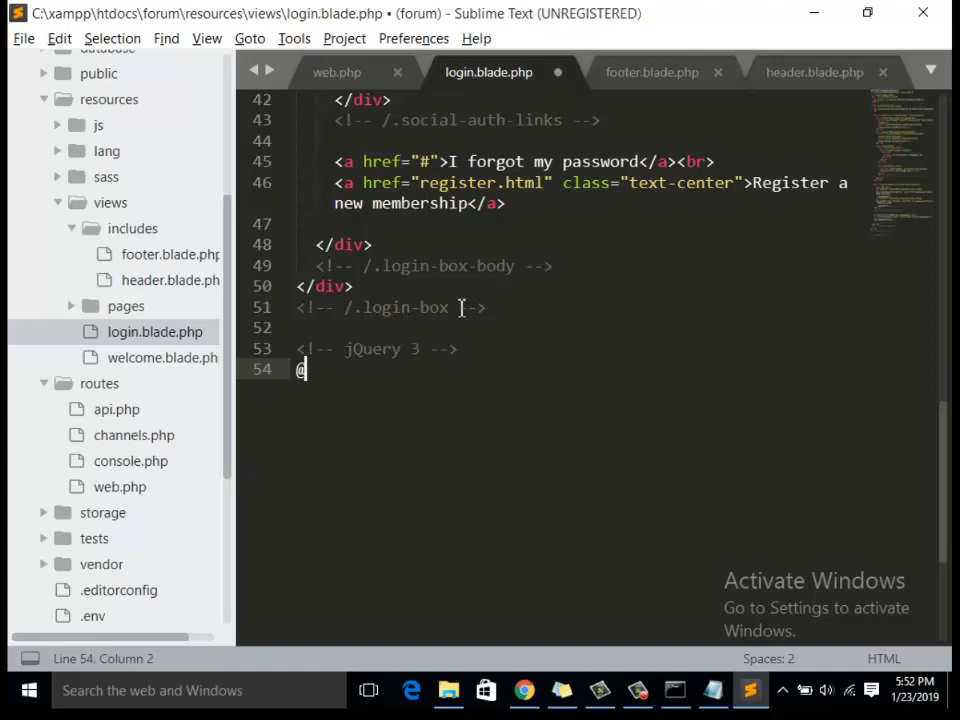 C:\xampp\htdocs\forum\resources\views\login.blade.php • (forum) - Sublime Text (UNREGISTERED)
File Edit Selection Find View Goto Tools Project Preferences Help
web.php login.blade.php footer.blade.php header.blade.php
database
public
resources
js
lang
sass
views
includes
footer.blade.php
header.blade.ph
pages
login.blade.php
welcome.blade.ph
routes
api.php
channels.php
console.php
web.php
storage
tests
vendor
.editorconfig
.env
42 </div>
43 <!-- /.social-auth-links -->
44
45 <a href="#">I forgot my password</a><br>
46 <a href="register.html" class="text-center">Register a
new membership</a>
47
48 </div>
49 <!-- /.login-box-body -->
50 </div>
51 <!-- /.login-box -->
52
53 <!-- jQuery 3 -->
54 @
Activate Windows
Go to Settings to activate
Windows.
Line 54, Column 2 Spaces: 2 HTML
Search the web and Windows
5:52 PM
1/23/2019